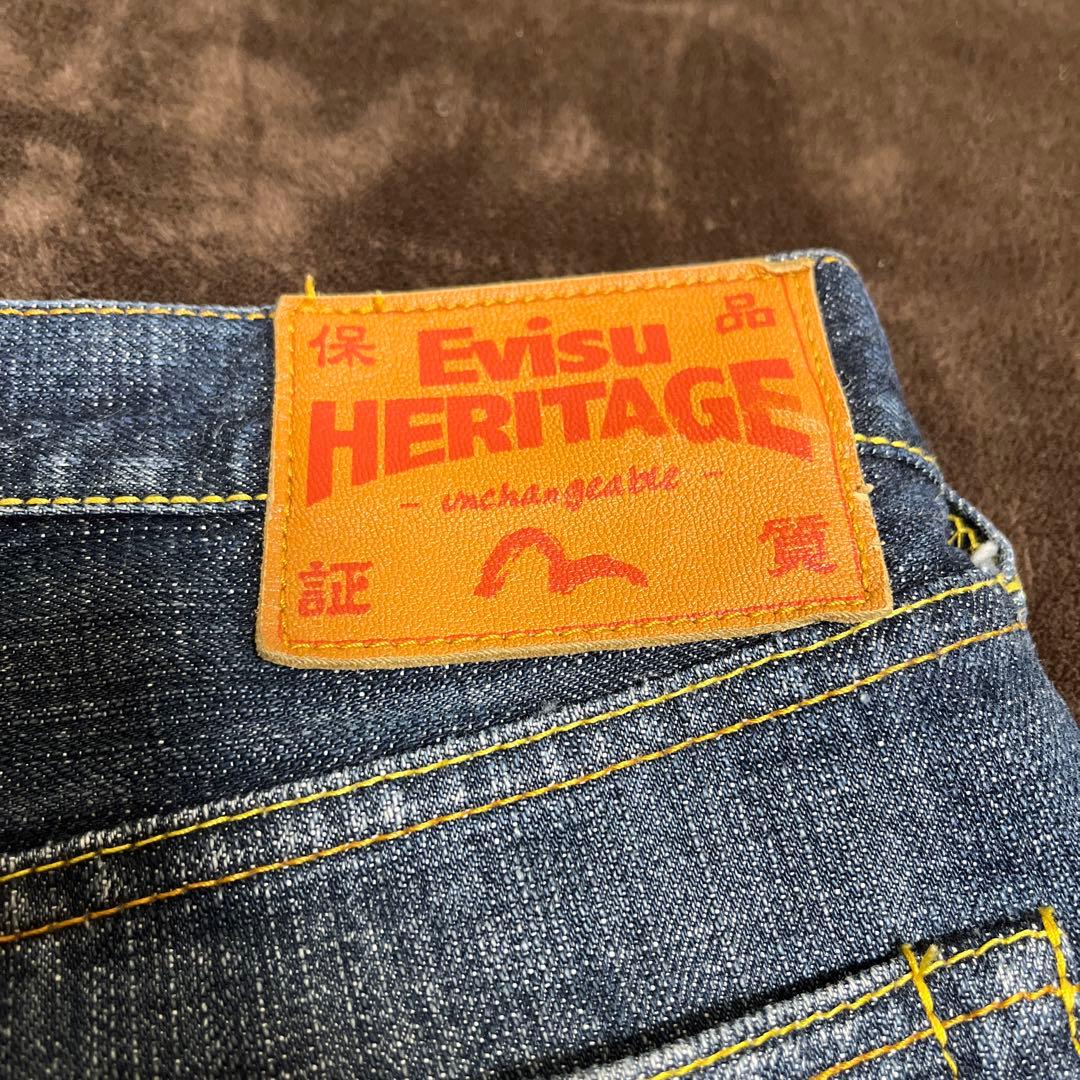 保 Evisu 品
HERITAGE
- unchangeable -
証 質